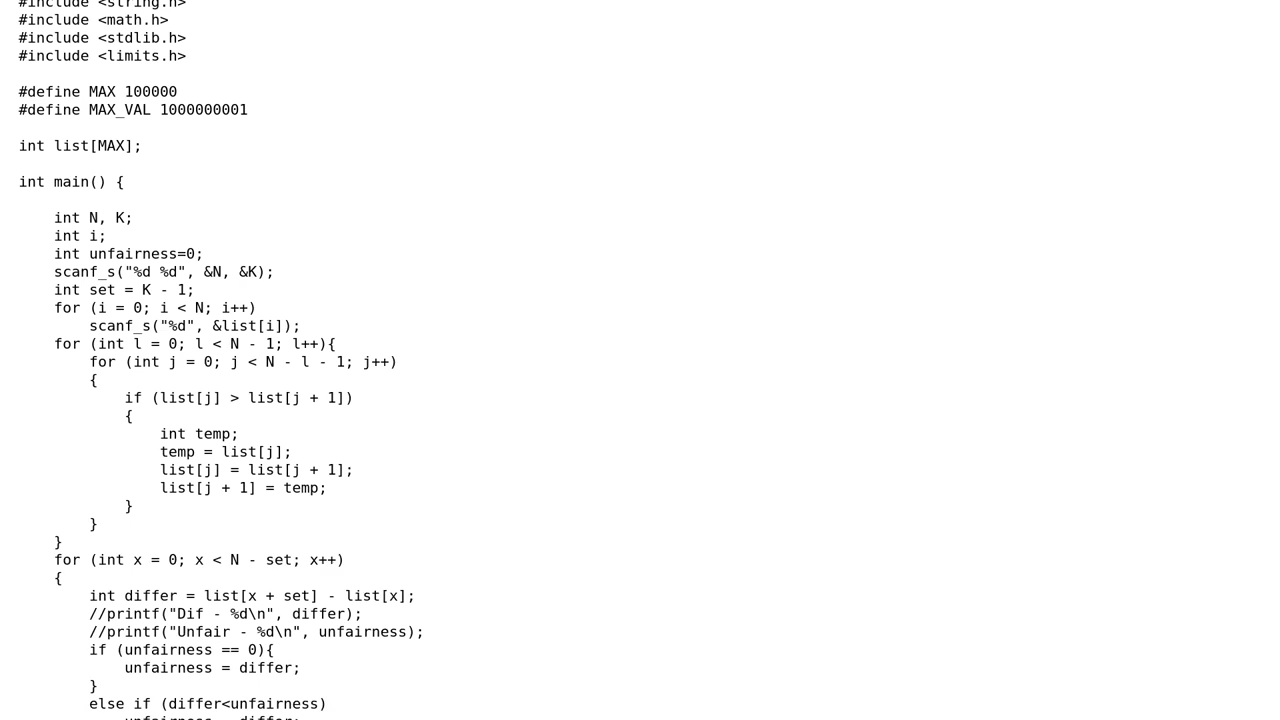 #include <string.h>
#include <math.h>
#include <stdlib.h>
#include <limits.h>

#define MAX 100000
#define MAX_VAL 1000000001

int list[MAX];

int main() {

    int N, K;
    int i;
    int unfairness=0;
    scanf_s("%d %d", &N, &K);
    int set = K - 1;
    for (i = 0; i < N; i++)
        scanf_s("%d", &list[i]);
    for (int l = 0; l < N - 1; l++){
        for (int j = 0; j < N - l - 1; j++)
        {
            if (list[j] > list[j + 1])
            {
                int temp;
                temp = list[j];
                list[j] = list[j + 1];
                list[j + 1] = temp;
            }
        }
    }
    for (int x = 0; x < N - set; x++)
    {
        int differ = list[x + set] - list[x];
        //printf("Dif - %d\n", differ);
        //printf("Unfair - %d\n", unfairness);
        if (unfairness == 0){
            unfairness = differ;
        }
        else if (differ<unfairness)
            unfairness = differ;